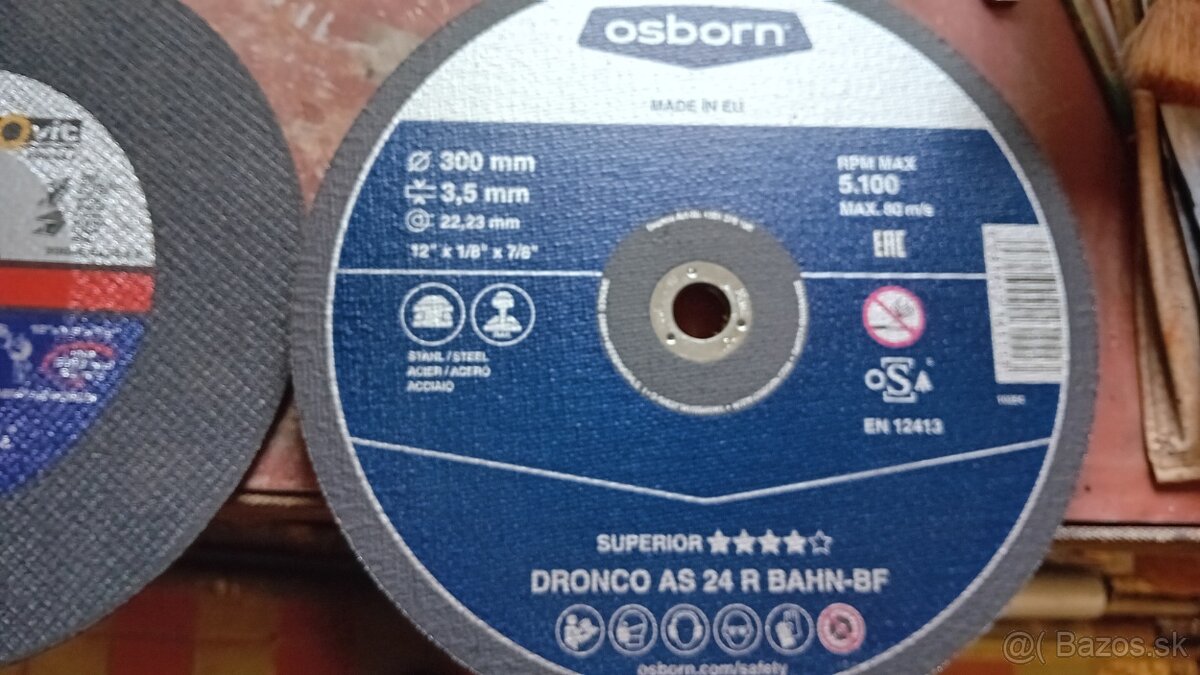 osborn
MADE IN EU
Ø 300 mm
3,5 mm
22,23 mm
12" x 1/8" x 7/8"
RPM MAX
5.100
MAX. 80 m/s
EAC
STAHL / STEEL
ACIER / ACERO
ACCIAIO
oSA
EN 12413
SUPERIOR ★★★★☆
DRONCO AS 24 R BAHN-BF
osborn.com/safety
Bazos.sk